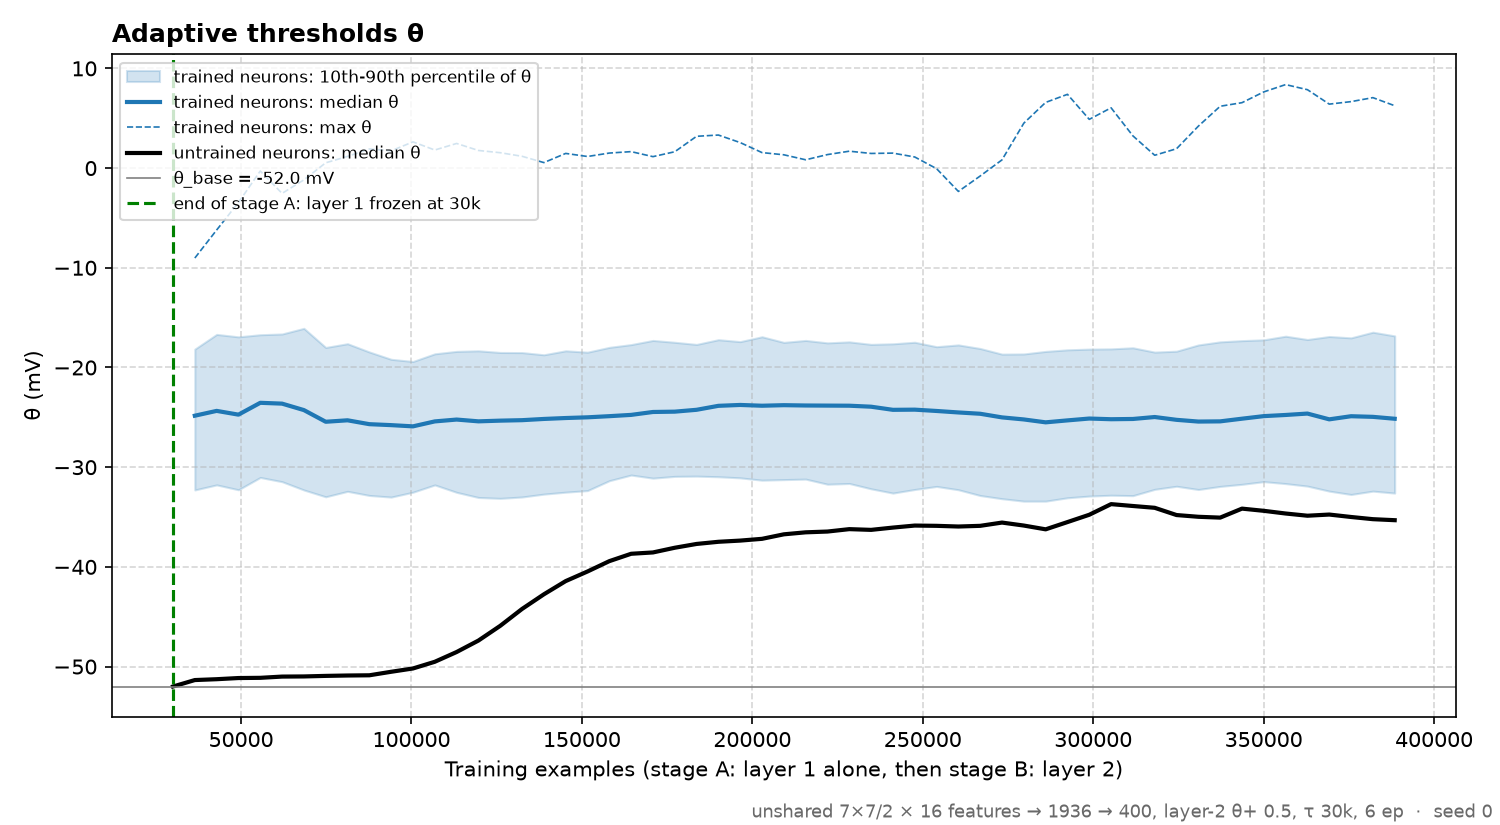 Adaptive thresholds θ
trained neurons: 10th-90th percentile of θ
trained neurons: median θ
trained neurons: max θ
untrained neurons: median θ
θ_base = -52.0 mV
end of stage A: layer 1 frozen at 30k
θ (mV)
10
0
−10
−20
−30
−40
−50
50000 100000 150000 200000 250000 300000 350000 400000
Training examples (stage A: layer 1 alone, then stage B: layer 2)
unshared 7×7/2 × 16 features → 1936 → 400, layer-2 θ+ 0.5, τ 30k, 6 ep · seed 0